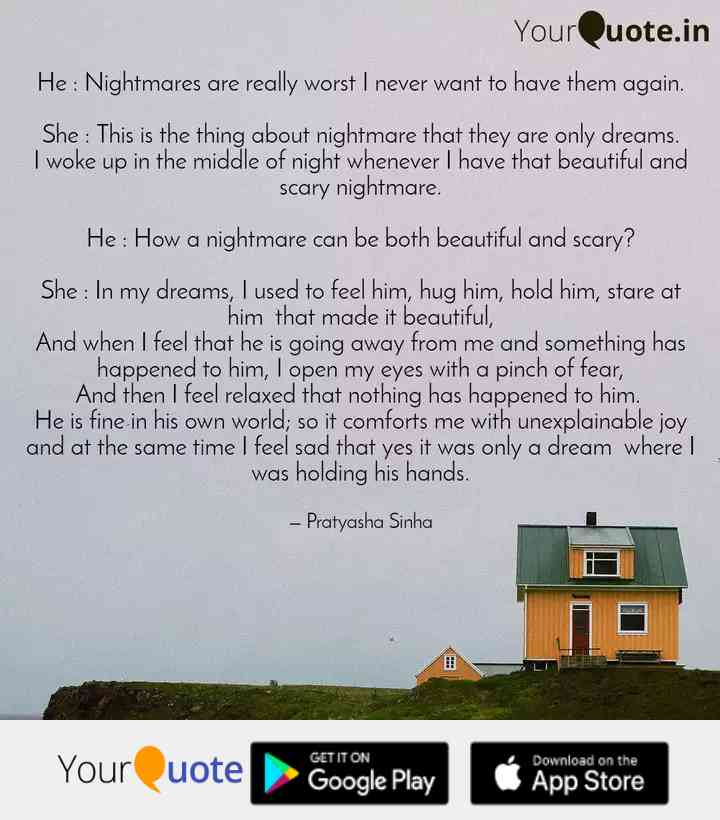 YourQuote.in
He : Nightmares are really worst I never want to have them again.
She : This is the thing about nightmare that they are only dreams.
I woke up in the middle of night whenever I have that beautiful and
scary nightmare.
He : How a nightmare can be both beautiful and scary?
She : In my dreams, I used to feel him, hug him, hold him, stare at
him that made it beautiful,
And when I feel that he is going away from me and something has
happened to him, I open my eyes with a pinch of fear,
And then I feel relaxed that nothing has happened to him.
He is fine in his own world; so it comforts me with unexplainable joy
and at the same time I feel sad that yes it was only a dream where I
was holding his hands.
– Pratyasha Sinha
YourQuote
GET IT ON
Google Play
Download on the
App Store